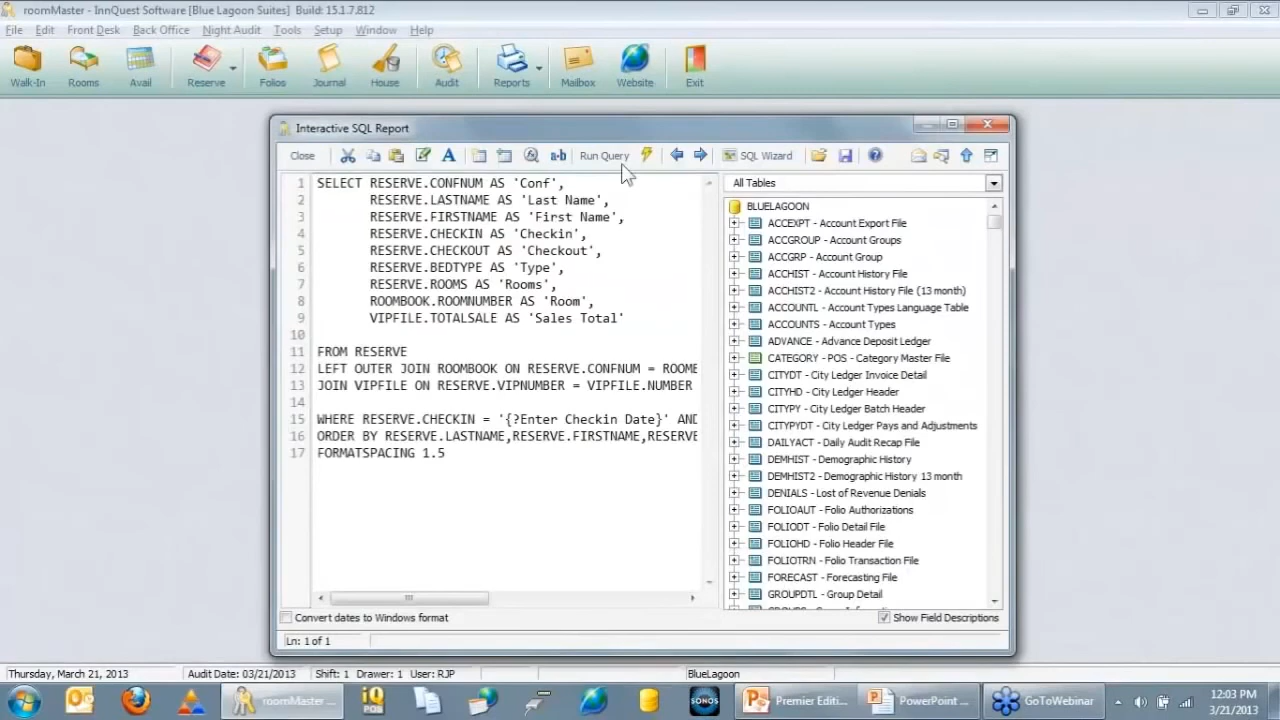 roomMaster - InnQuest Software [Blue Lagoon Suites] Build: 15.1.7.812
File Edit Front Desk Back Office Night Audit Tools Setup Window Help
Walk-In Rooms Avail Reserve Folios Journal House Audit Reports Mailbox Website Exit
Interactive SQL Report
Close A a-b Run Query SQL Wizard
1 SELECT RESERVE.CONFNUM AS 'Conf',
2 RESERVE.LASTNAME AS 'Last Name',
3 RESERVE.FIRSTNAME AS 'First Name',
4 RESERVE.CHECKIN AS 'Checkin',
5 RESERVE.CHECKOUT AS 'Checkout',
6 RESERVE.BEDTYPE AS 'Type',
7 RESERVE.ROOMS AS 'Rooms',
8 ROOMBOOK.ROOMNUMBER AS 'Room',
9 VIPFILE.TOTALSALE AS 'Sales Total'
10
11 FROM RESERVE
12 LEFT OUTER JOIN ROOMBOOK ON RESERVE.CONFNUM = ROOMB
13 JOIN VIPFILE ON RESERVE.VIPNUMBER = VIPFILE.NUMBER
14
15 WHERE RESERVE.CHECKIN = '{?Enter Checkin Date}' AND
16 ORDER BY RESERVE.LASTNAME,RESERVE.FIRSTNAME,RESERVE
17 FORMATSPACING 1.5
All Tables
BLUELAGOON
ACCEXPT - Account Export File
ACCGROUP - Account Groups
ACCGRP - Account Group
ACCHIST - Account History File
ACCHIST2 - Account History File (13 month)
ACCOUNTL - Account Types Language Table
ACCOUNTS - Account Types
ADVANCE - Advance Deposit Ledger
CATEGORY - POS - Category Master File
CITYDT - City Ledger Invoice Detail
CITYHD - City Ledger Header
CITYPY - City Ledger Batch Header
CITYPYDT - City Ledger Pays and Adjustments
DAILYACT - Daily Audit Recap File
DEMHIST - Demographic History
DEMHIST2 - Demographic History 13 month
DENIALS - Lost of Revenue Denials
FOLIOAUT - Folio Authorizations
FOLIODT - Folio Detail File
FOLIOHD - Folio Header File
FOLIOTRN - Folio Transaction File
FORECAST - Forecasting File
GROUPDTL - Group Detail
Convert dates to Windows format
Show Field Descriptions
Ln: 1 of 1
Thursday, March 21, 2013 Audit Date: 03/21/2013 Shift: 1 Drawer: 1 User: RJP BlueLagoon
roomMaster ... iQ POS SONOS Premier Editi... PowerPoint ... GoToWebinar 12:03 PM
3/21/2013